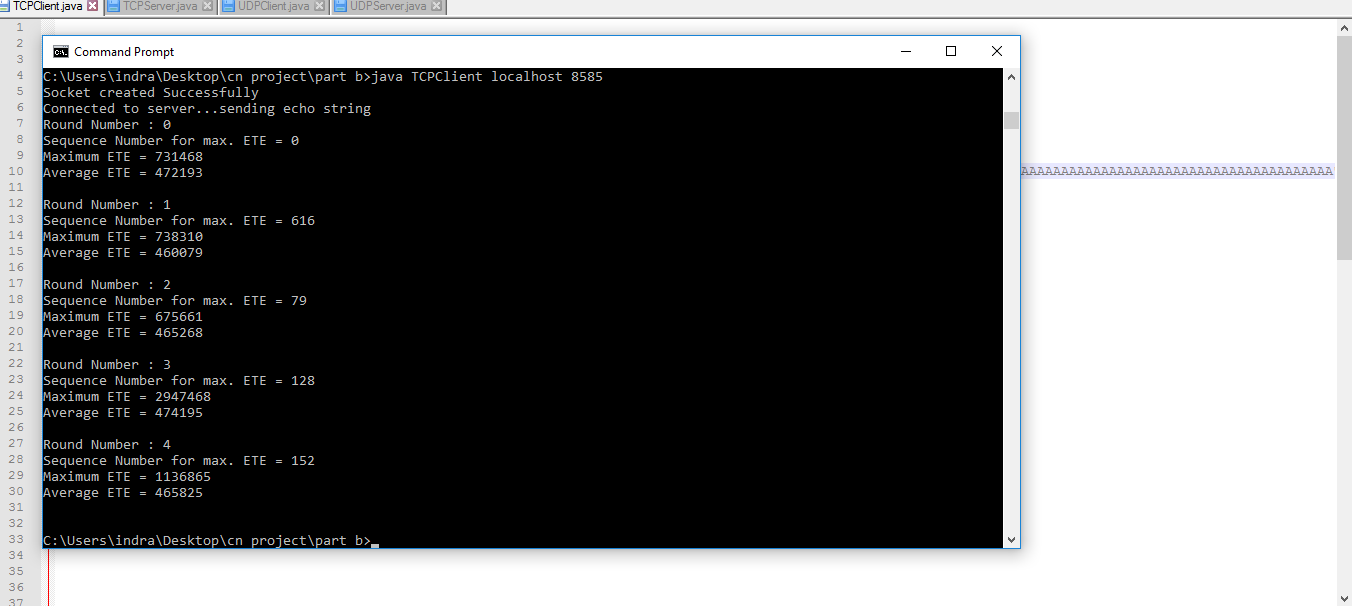 TCPClient.java TCPServer.java UDPClient.java UDPServer.java
1
2
3
4
5
6
7
8
9
10
11
12
13
14
15
16
17
18
19
20
21
22
23
24
25
26
27
28
29
30
31
32
33
34
35
36
37
Command Prompt
C:\Users\indra\Desktop\cn project\part b>java TCPClient localhost 8585
Socket created Successfully
Connected to server...sending echo string
Round Number : 0
Sequence Number for max. ETE = 0
Maximum ETE = 731468
Average ETE = 472193
Round Number : 1
Sequence Number for max. ETE = 616
Maximum ETE = 738310
Average ETE = 460079
Round Number : 2
Sequence Number for max. ETE = 79
Maximum ETE = 675661
Average ETE = 465268
Round Number : 3
Sequence Number for max. ETE = 128
Maximum ETE = 2947468
Average ETE = 474195
Round Number : 4
Sequence Number for max. ETE = 152
Maximum ETE = 1136865
Average ETE = 465825
C:\Users\indra\Desktop\cn project\part b>_
AAAAAAAAAAAAAAAAAAAAAAAAAAAAAAAAAAAAAAA